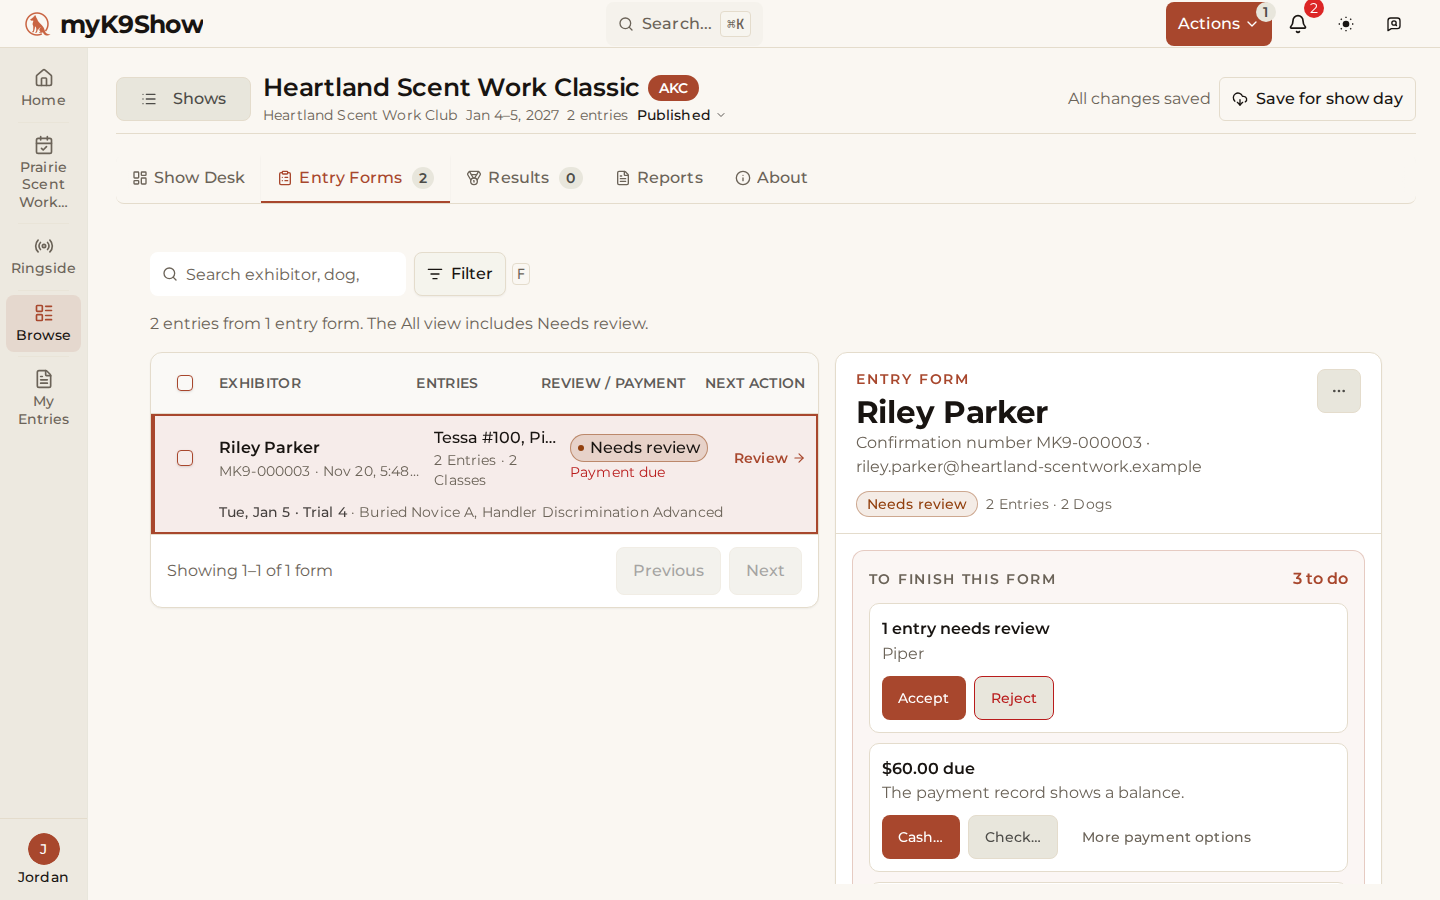 myK9Show
Search... ⌘K
Actions 1
2
Home
Prairie
Scent
Work...
Ringside
Browse
My
Entries
J
Jordan
Shows
Heartland Scent Work Classic AKC
Heartland Scent Work Club Jan 4–5, 2027 2 entries Published
All changes saved
Save for show day
Show Desk
Entry Forms 2
Results 0
Reports
About
Search exhibitor, dog,
Filter F
2 entries from 1 entry form. The All view includes Needs review.
EXHIBITOR ENTRIES REVIEW / PAYMENT NEXT ACTION
Riley Parker
MK9-000003 · Nov 20, 5:48...
Tessa #100, Pi...
2 Entries · 2
Classes
Needs review
Payment due
Review →
Tue, Jan 5 · Trial 4 · Buried Novice A, Handler Discrimination Advanced
Showing 1–1 of 1 form
Previous Next
ENTRY FORM
Riley Parker
Confirmation number MK9-000003 ·
riley.parker@heartland-scentwork.example
Needs review 2 Entries · 2 Dogs
...
TO FINISH THIS FORM 3 to do
1 entry needs review
Piper
Accept Reject
$60.00 due
The payment record shows a balance.
Cash... Check... More payment options